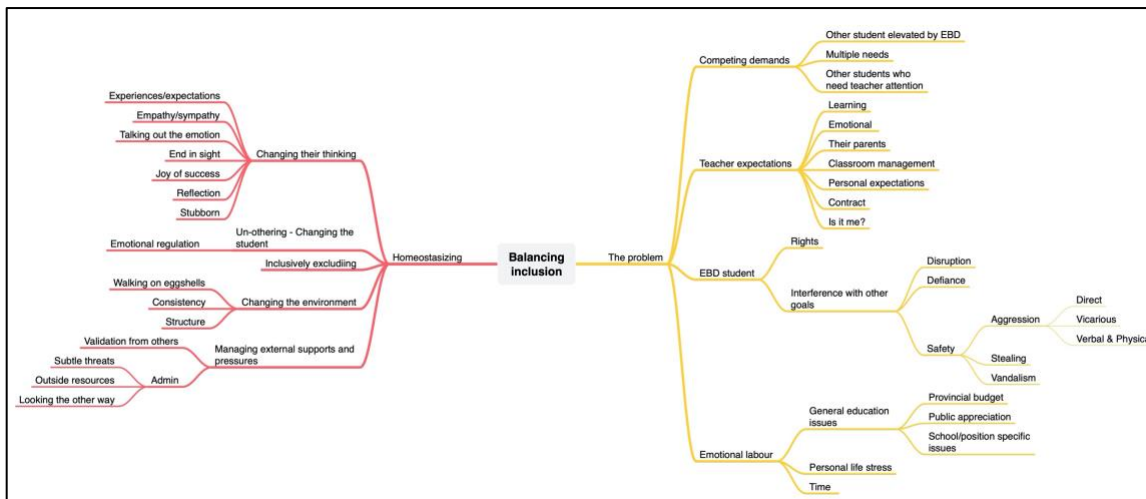 Balancing
inclusion
Homeostasizing
Changing their thinking
Experiences/expectations
Empathy/sympathy
Talking out the emotion
End in sight
Joy of success
Reflection
Stubborn
Un-othering - Changing the
student
Emotional regulation
Inclusively excludiing
Changing the environment
Walking on eggshells
Consistency
Structure
Managing external supports and
pressures
Validation from others
Admin
Subtle threats
Outside resources
Looking the other way
The problem
Competing demands
Other student elevated by EBD
Multiple needs
Other students who
need teacher attention
Teacher expectations
Learning
Emotional
Their parents
Classroom management
Personal expectations
Contract
Is it me?
EBD student
Rights
Interference with other
goals
Disruption
Defiance
Safety
Aggression
Direct
Vicarious
Verbal & Physica
Stealing
Vandalism
Emotional labour
General education
issues
Provincial budget
Public appreciation
School/position specific
issues
Personal life stress
Time